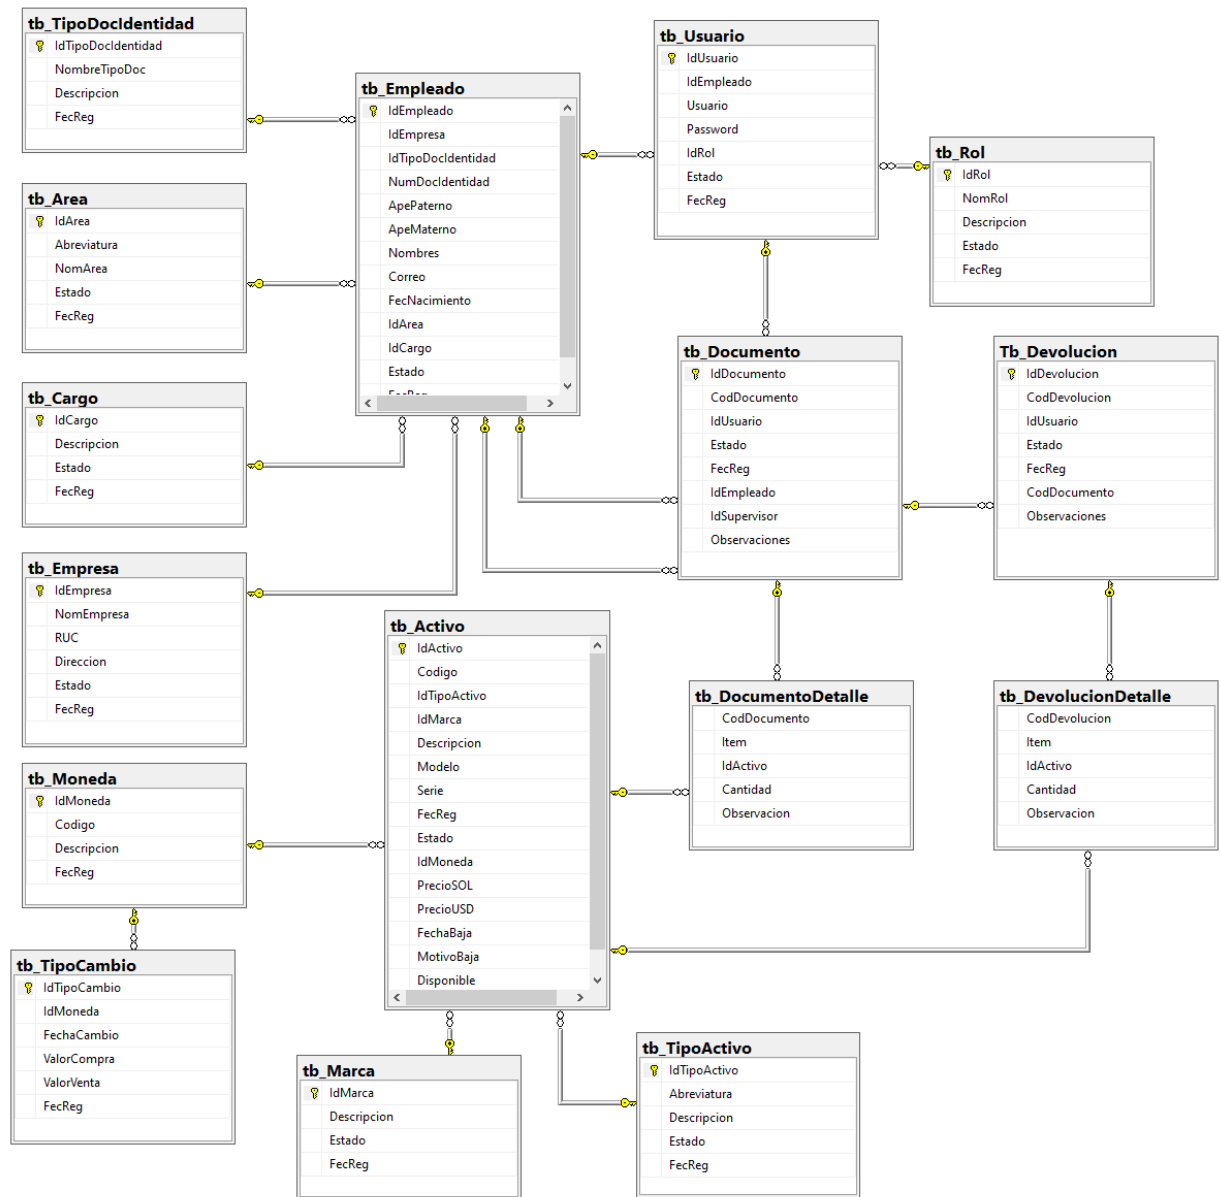 tb_TipoDocIdentidad
IdTipoDocIdentidad
NombreTipoDoc
Descripcion
FecReg
tb_Area
IdArea
Abreviatura
NomArea
Estado
FecReg
tb_Cargo
IdCargo
Descripcion
Estado
FecReg
tb_Empresa
IdEmpresa
NomEmpresa
RUC
Direccion
Estado
FecReg
tb_Moneda
IdMoneda
Codigo
Descripcion
FecReg
tb_TipoCambio
IdTipoCambio
IdMoneda
FechaCambio
ValorCompra
ValorVenta
FecReg
tb_Empleado
IdEmpleado
IdEmpresa
IdTipoDocIdentidad
NumDocIdentidad
ApePaterno
ApeMaterno
Nombres
Correo
FecNacimiento
IdArea
IdCargo
Estado
FecReg
tb_Activo
IdActivo
Codigo
IdTipoActivo
IdMarca
Descripcion
Modelo
Serie
FecReg
Estado
IdMoneda
PrecioSOL
PrecioUSD
FechaBaja
MotivoBaja
Disponible
tb_Marca
IdMarca
Descripcion
Estado
FecReg
tb_Usuario
IdUsuario
IdEmpleado
Usuario
Password
IdRol
Estado
FecReg
tb_Rol
IdRol
NomRol
Descripcion
Estado
FecReg
tb_Documento
IdDocumento
CodDocumento
IdUsuario
Estado
FecReg
IdEmpleado
IdSupervisor
Observaciones
Tb_Devolucion
IdDevolucion
CodDevolucion
IdUsuario
Estado
FecReg
CodDocumento
Observaciones
tb_DocumentoDetalle
CodDocumento
Item
IdActivo
Cantidad
Observacion
tb_DevolucionDetalle
CodDevolucion
Item
IdActivo
Cantidad
Observacion
tb_TipoActivo
IdTipoActivo
Abreviatura
Descripcion
Estado
FecReg